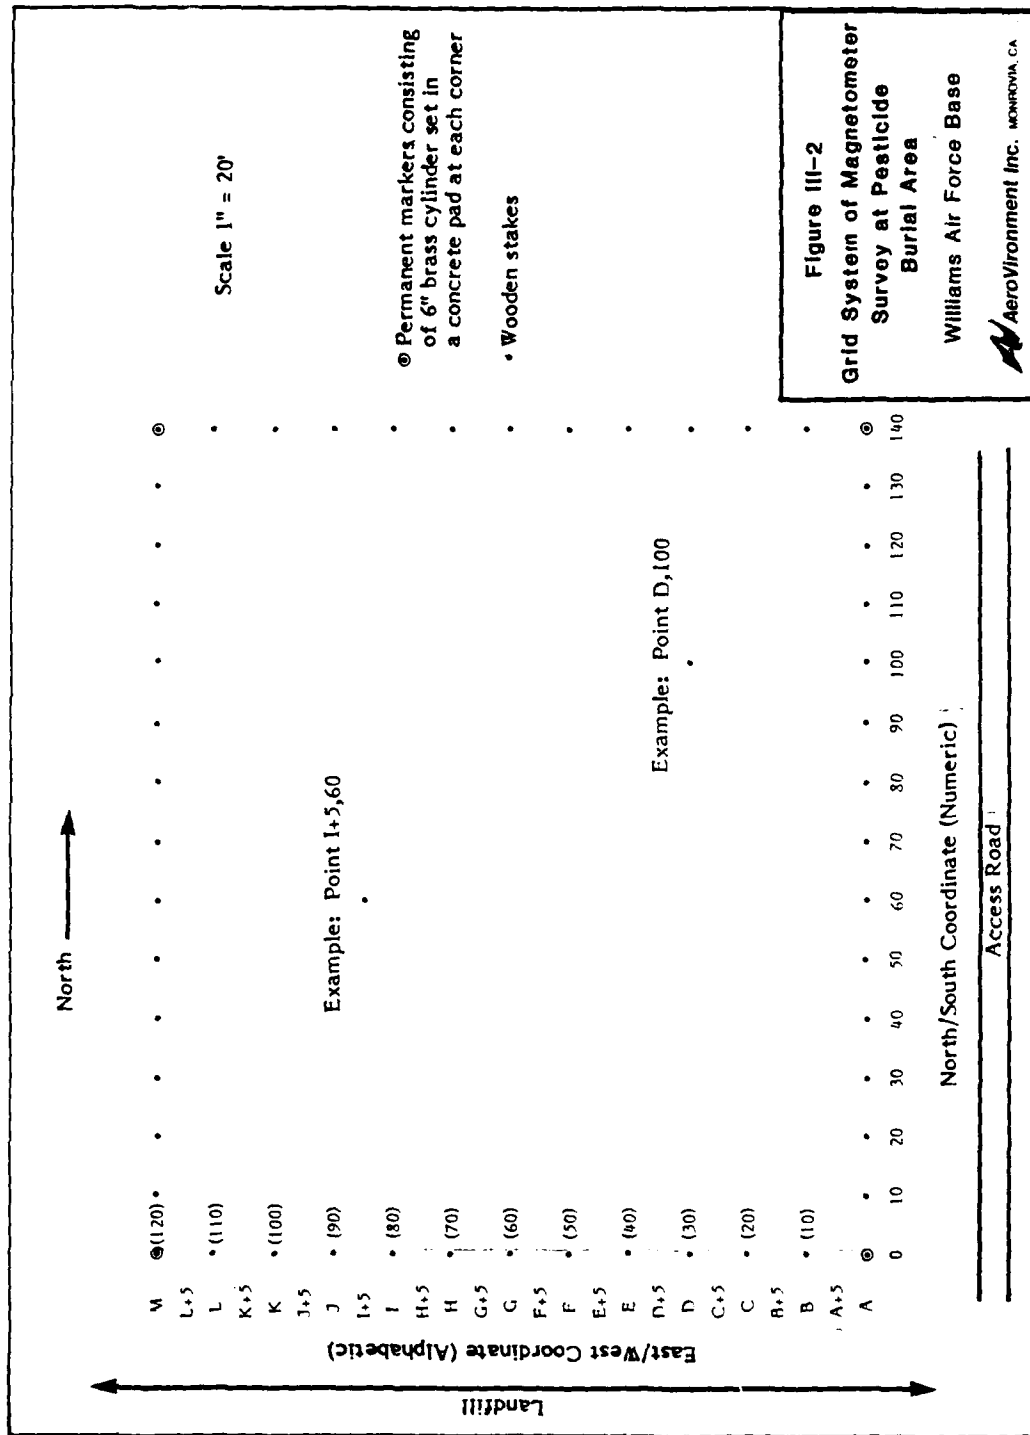 North
Scale 1" = 20'
Permanent markers consisting
of 6" brass cylinder set in
a concrete pad at each corner
• Wooden stakes
East/West Coordinate (Alphabetic)
Landfill
M
L+5
L
K+5
K
J+5
J
I+5
I
H+5
H
G+5
G
F+5
F
E+5
E
D+5
D
C+5
C
B+5
B
A+5
A
(120)
(110)
(100)
(90)
(80)
(70)
(60)
(50)
(40)
(30)
(20)
(10)
Example: Point I+5,60
Example: Point D,100
0 10 20 30 40 50 60 70 80 90 100 110 120 130 140
North/South Coordinate (Numeric)
Access Road
Figure III-2
Grid System of Magnetometer
Survey at Pesticide
Burial Area
Williams Air Force Base
AeroVironment Inc. MONROVIA, CA